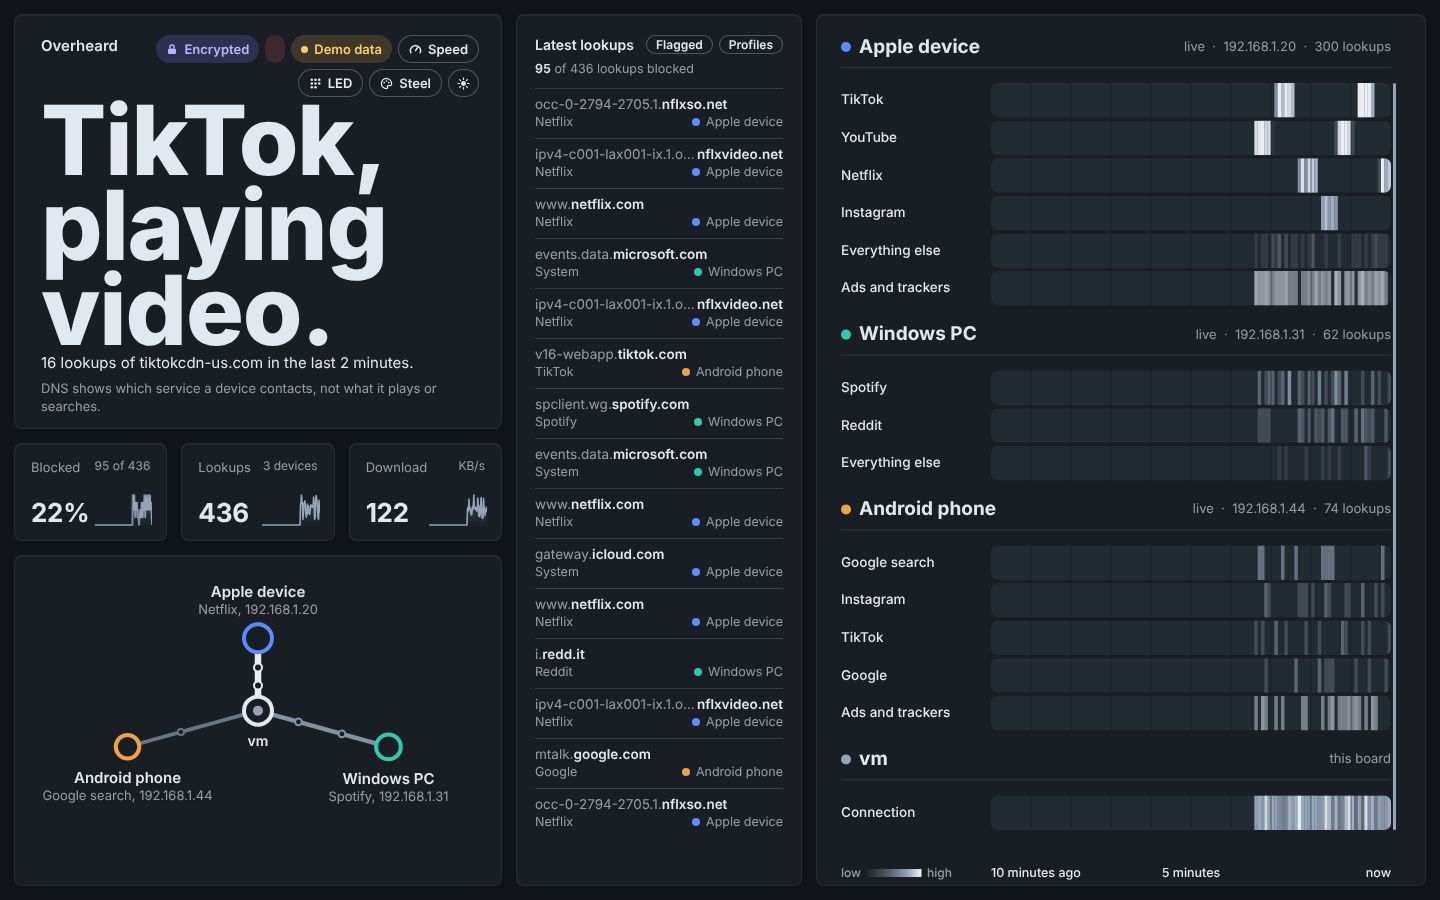 Overheard
Encrypted
Demo data
Speed
LED
Steel
TikTok,
playing
video.
16 lookups of tiktokcdn-us.com in the last 2 minutes.
DNS shows which service a device contacts, not what it plays or
searches.
Blocked 95 of 436
22%
Lookups 3 devices
436
Download KB/s
122
Apple device
Netflix, 192.168.1.20
vm
Android phone
Google search, 192.168.1.44
Windows PC
Spotify, 192.168.1.31
Latest lookups Flagged Profiles
95 of 436 lookups blocked
occ-0-2794-2705.1.nflxso.net
Netflix Apple device
ipv4-c001-lax001-ix.1.o... nflxvideo.net
Netflix Apple device
www.netflix.com
Netflix Apple device
events.data.microsoft.com
System Windows PC
ipv4-c001-lax001-ix.1.o... nflxvideo.net
Netflix Apple device
v16-webapp.tiktok.com
TikTok Android phone
spclient.wg.spotify.com
Spotify Windows PC
events.data.microsoft.com
System Windows PC
www.netflix.com
Netflix Apple device
gateway.icloud.com
System Apple device
www.netflix.com
Netflix Apple device
i.redd.it
Reddit Windows PC
ipv4-c001-lax001-ix.1.o... nflxvideo.net
Netflix Apple device
mtalk.google.com
Google Android phone
occ-0-2794-2705.1.nflxso.net
Netflix Apple device
Apple device live · 192.168.1.20 · 300 lookups
TikTok
YouTube
Netflix
Instagram
Everything else
Ads and trackers
Windows PC live · 192.168.1.31 · 62 lookups
Spotify
Reddit
Everything else
Android phone live · 192.168.1.44 · 74 lookups
Google search
Instagram
TikTok
Google
Ads and trackers
vm this board
Connection
low high 10 minutes ago 5 minutes now